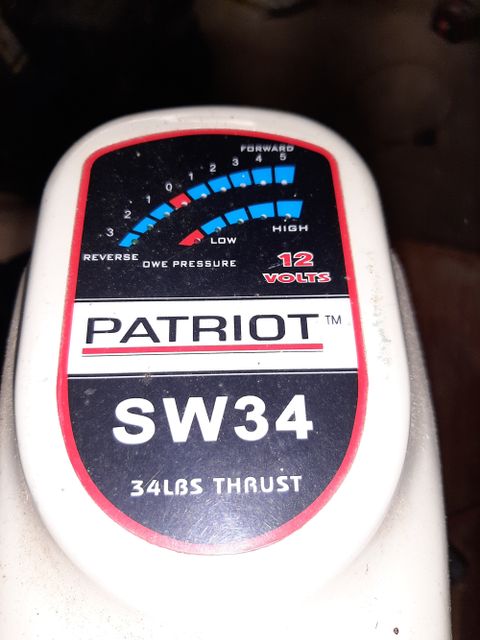 FORWARD
3 2 1 0 1 2 3 4 5
REVERSE
LOW
HIGH
OWE PRESSURE
12
VOLTS
PATRIOT™
SW34
34LBS THRUST